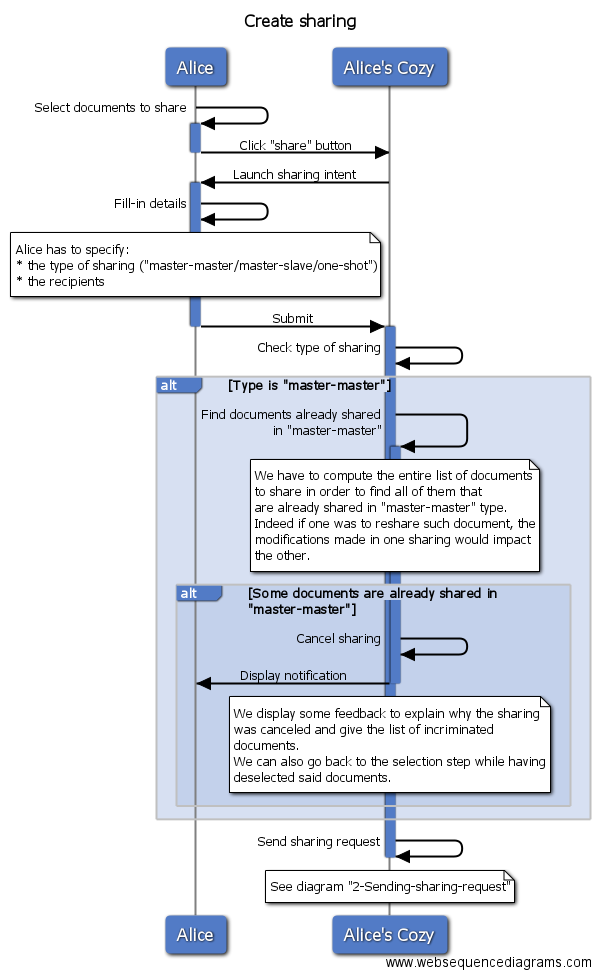 Create sharing
Alice
Alice's Cozy
Select documents to share
Click "share" button
Launch sharing intent
Fill-in details
Alice has to specify:
* the type of sharing ("master-master/master-slave/one-shot")
* the recipients
Submit
Check type of sharing
alt
[Type is "master-master"]
Find documents already shared
in "master-master"
We have to compute the entire list of documents
to share in order to find all of them that
are already shared in "master-master" type.
Indeed if one was to reshare such document, the
modifications made in one sharing would impact
the other.
alt
[Some documents are already shared in
"master-master"]
Cancel sharing
Display notification
We display some feedback to explain why the sharing
was canceled and give the list of incriminated
documents.
We can also go back to the selection step while having
deselected said documents.
Send sharing request
See diagram "2-Sending-sharing-request"
Alice
Alice's Cozy
www.websequencediagrams.com